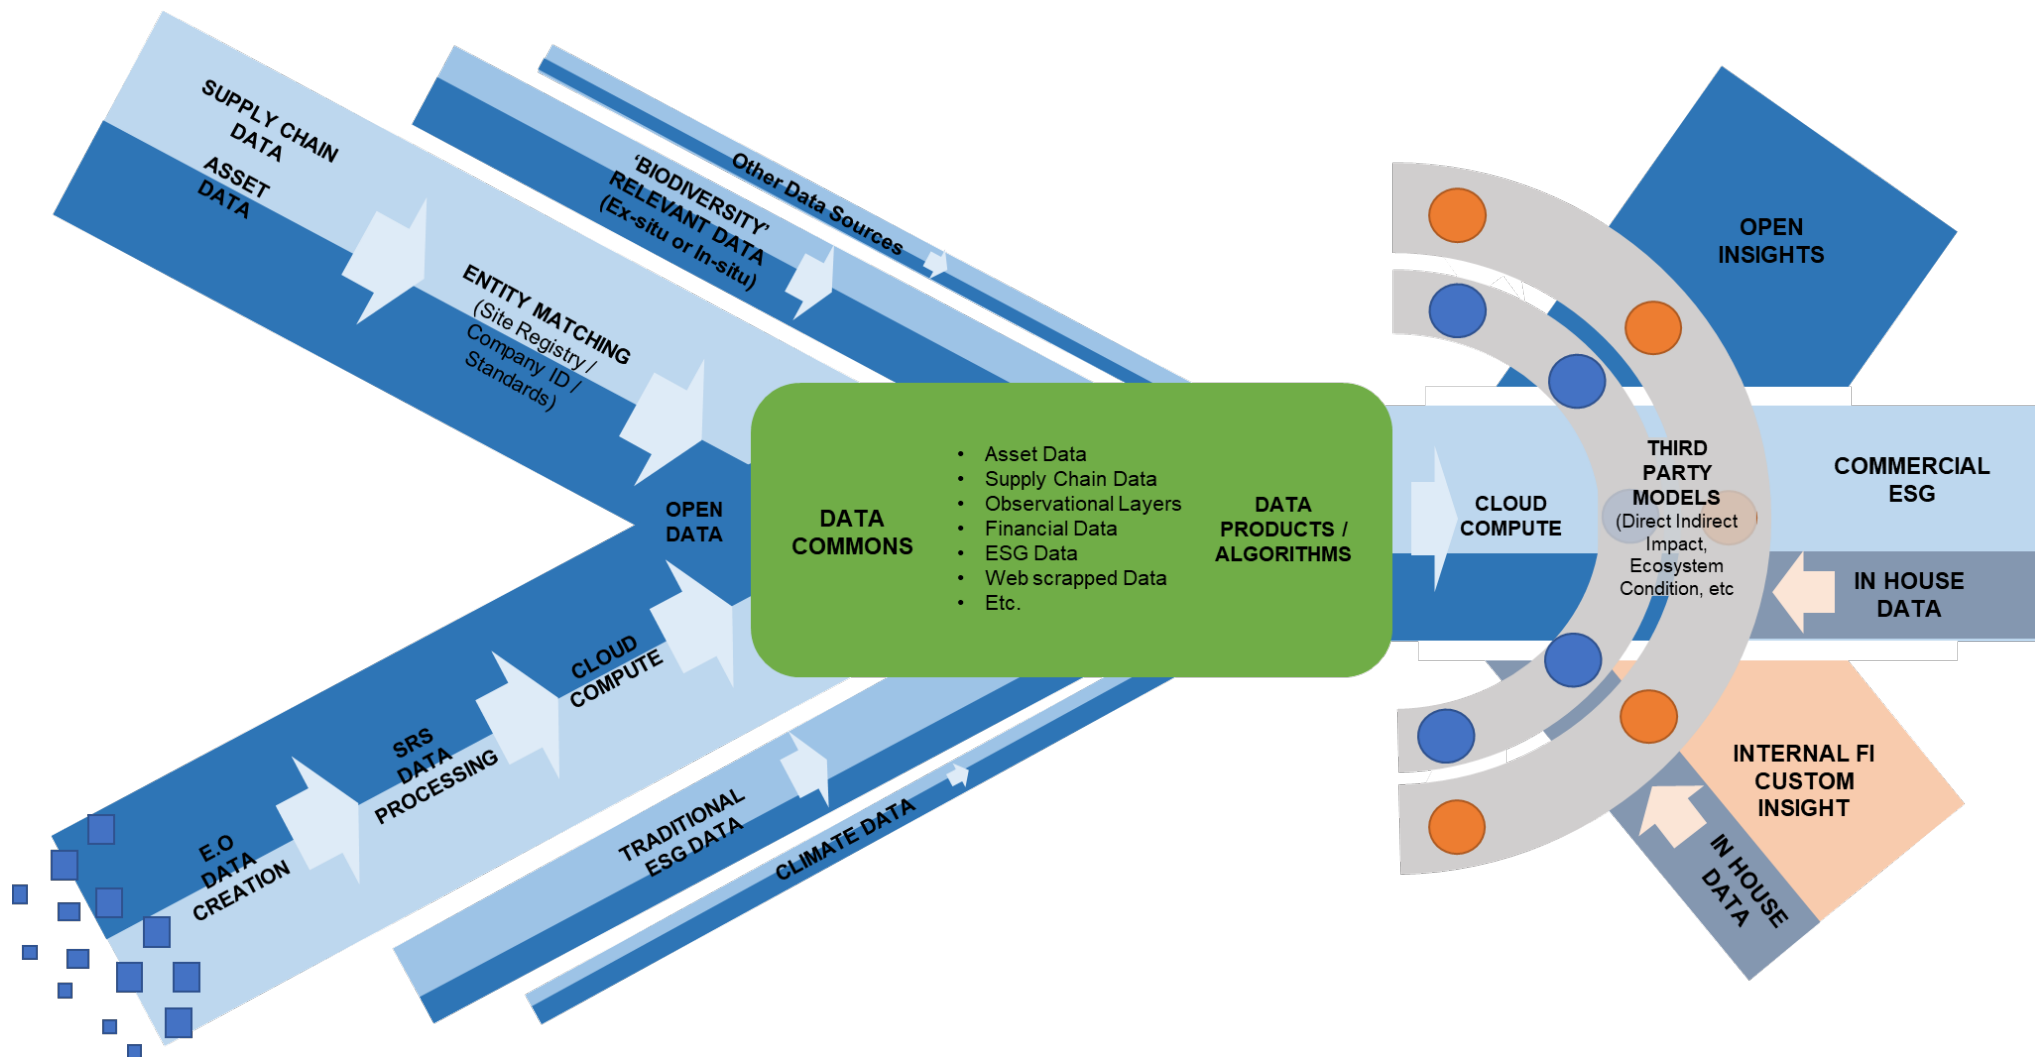 SUPPLY CHAIN
DATA
ASSET
DATA
ENTITY MATCHING
(Site Registry /
Company ID /
Standards)
‘BIODIVERSITY’
RELEVANT DATA
(Ex-situ or In-situ)
Other Data Sources
OPEN
DATA
E.O
DATA
CREATION
SRS
DATA
PROCESSING
CLOUD
COMPUTE
TRADITIONAL
ESG DATA
CLIMATE DATA
DATA
COMMONS
• Asset Data
• Supply Chain Data
• Observational Layers
• Financial Data
• ESG Data
• Web scrapped Data
• Etc.
DATA
PRODUCTS /
ALGORITHMS
CLOUD
COMPUTE
THIRD
PARTY
MODELS
(Direct Indirect
Impact,
Ecosystem
Condition, etc
OPEN
INSIGHTS
COMMERCIAL
ESG
IN HOUSE
DATA
INTERNAL FI
CUSTOM
INSIGHT
IN HOUSE
DATA